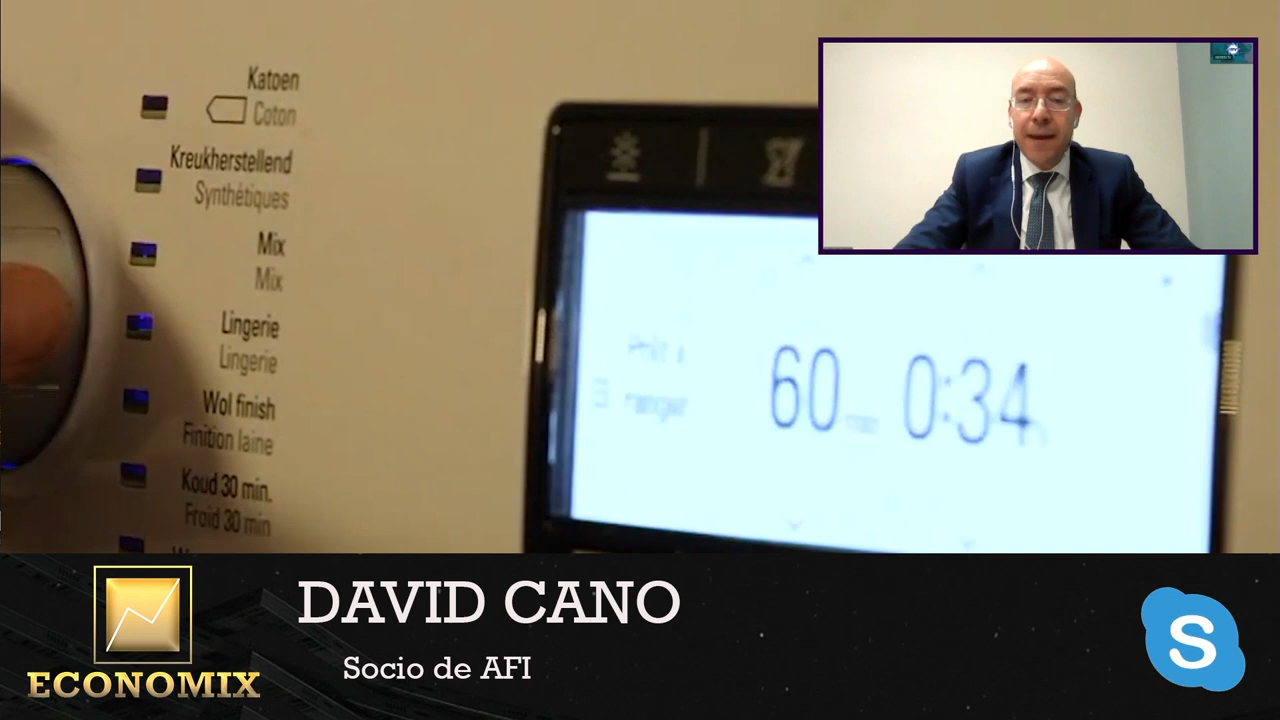 Katoen
Coton
Kreukherstellend
Synthétiques
Mix
Mix
Lingerie
Lingerie
Wol finish
Finition laine
Koud 30 min.
Froid 30 min
ranger
60
0:34
DAVID CANO
Socio de AFI
ECONOMIX
S